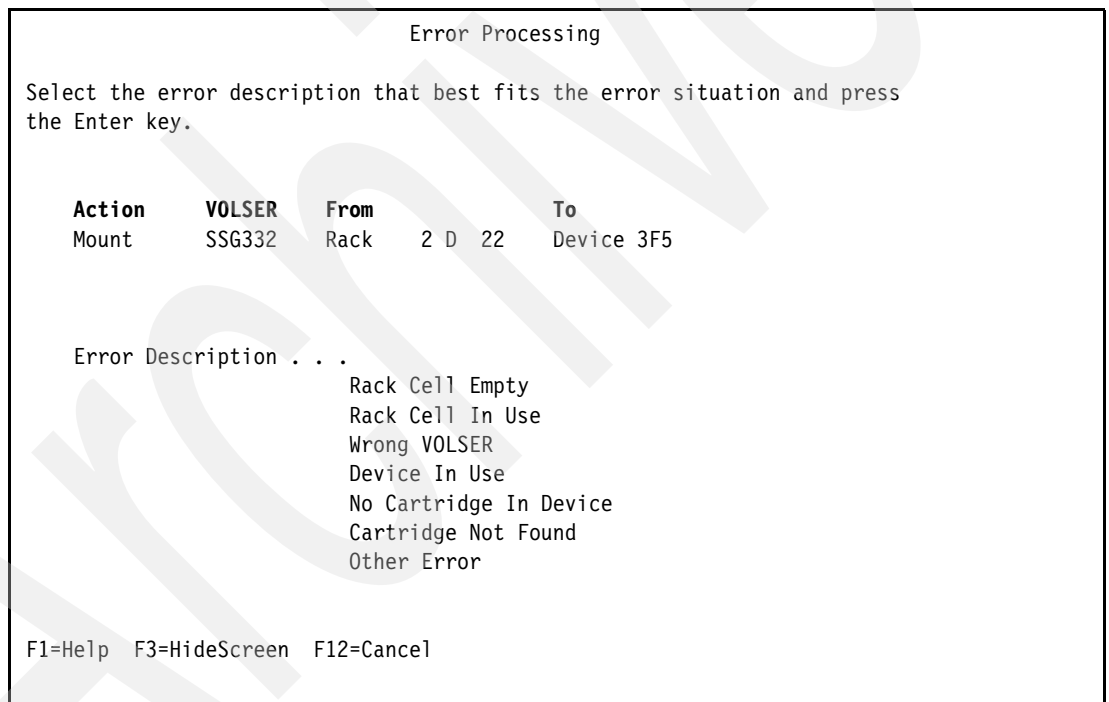 Error Processing
Select the error description that best fits the error situation and press
the Enter key.
Action VOLSER From To
Mount SSG332 Rack 2 D 22 Device 3F5
Error Description . . .
Rack Cell Empty
Rack Cell In Use
Wrong VOLSER
Device In Use
No Cartridge In Device
Cartridge Not Found
Other Error
F1=Help F3=HideScreen F12=Cancel